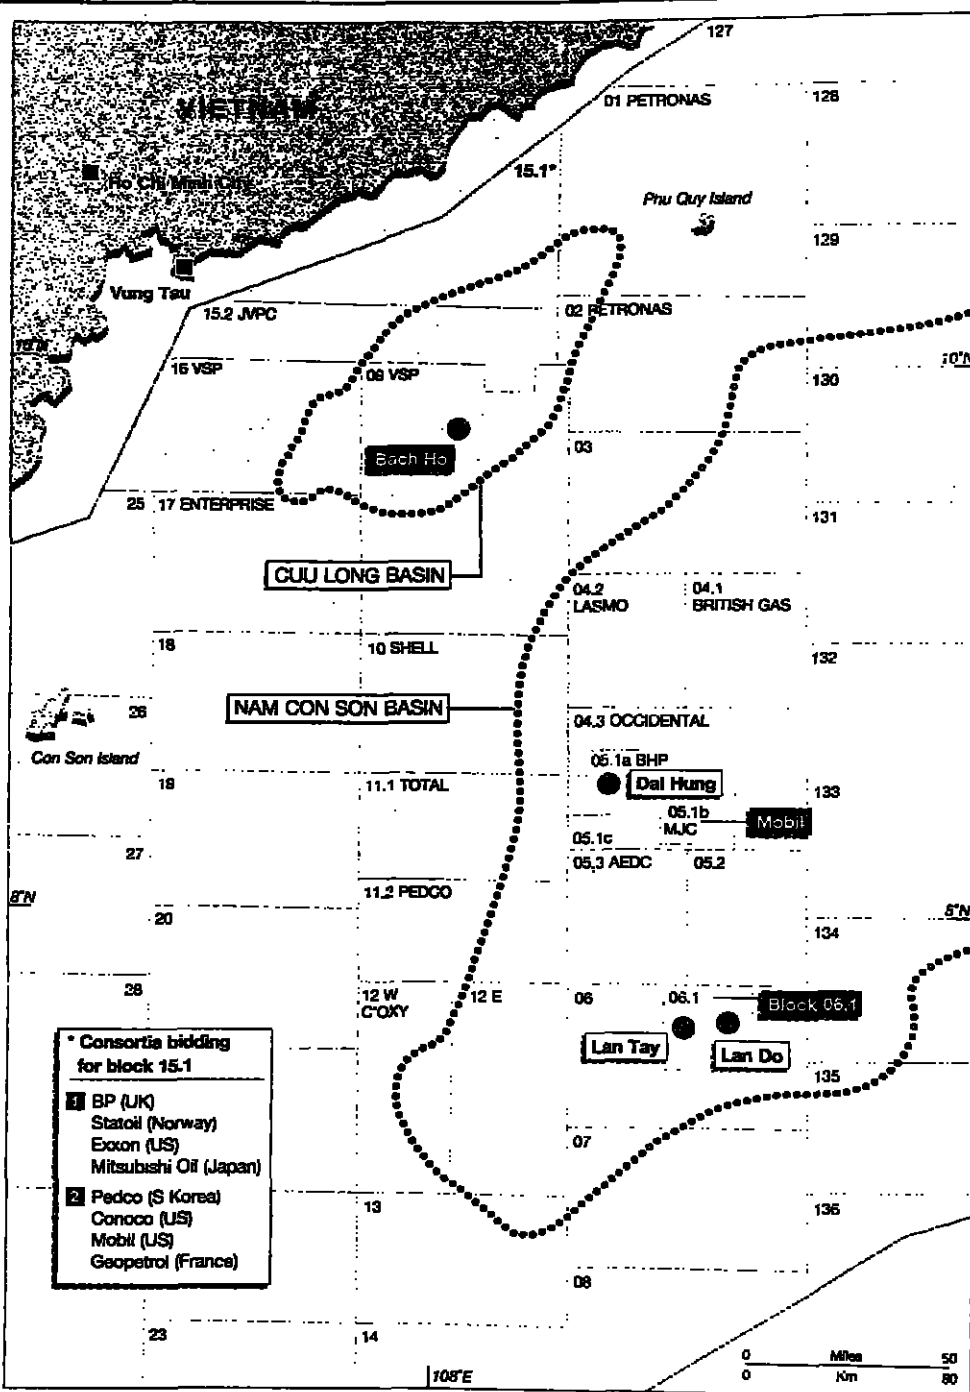 127
01 PETRONAS
128
VIETNAM
15.1*
Ho Chi Minh City
Phu Quy Island
129
Vung Tau
15.2 JVPC
02 PETRONAS
10°N
10°N
16 VSP
09 VSP
130
03
Bach Ho
25
17 ENTERPRISE
131
CUU LONG BASIN
04.2
LASMO
04.1
BRITISH GAS
18
10 SHELL
132
NAM CON SON BASIN
26
04.3 OCCIDENTAL
Con Son Island
05.1a BHP
19
11.1 TOTAL
Dai Hung
133
05.1b
MJC
Mobil
05.1c
27
05.3 AEDC
05.2
8°N
11.2 PEDCO
8°N
20
134
28
12 W
C'OXY
12 E
06
06.1
Block 06.1
Lan Tay
Lan Do
135
* Consortia bidding
for block 15.1
1 BP (UK)
Statoil (Norway)
Exxon (US)
Mitsubishi Oil (Japan)
2 Pedco (S Korea)
Conoco (US)
Mobil (US)
Geopetrol (France)
07
13
136
08
23
14
108°E
0 Miles 50
0 Km 80